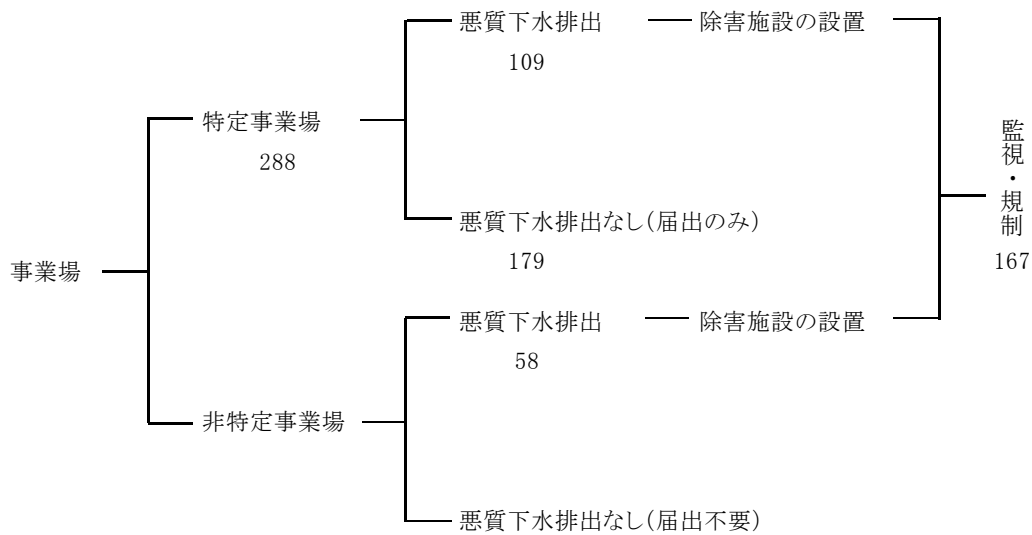 悪質下水排出
除害施設の設置
109
特定事業場
288
悪質下水排出なし(届出のみ)
179
監視・規制
167
事業場
悪質下水排出
除害施設の設置
58
非特定事業場
悪質下水排出なし(届出不要)